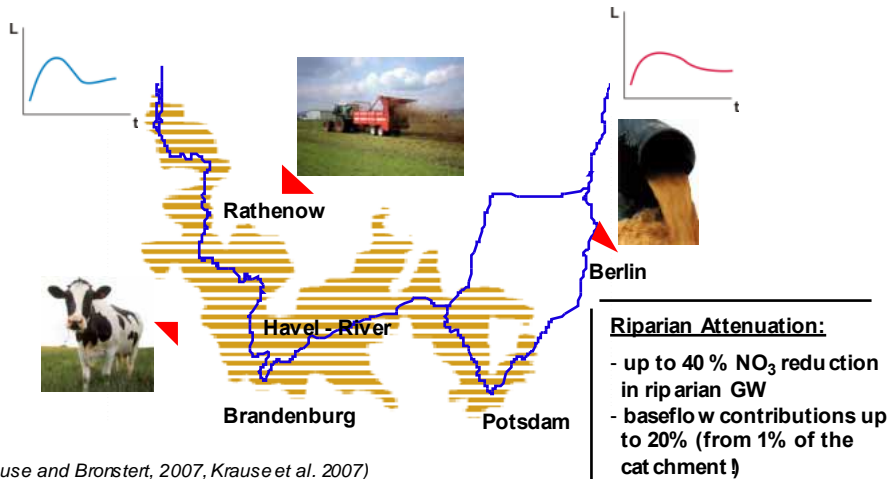 L
t
L
t
Rathenow
Berlin
Havel - River
Brandenburg
Potsdam
Riparian Attenuation:
- up to 40 % NO₃ reduction
in riparian GW
- baseflow contributions up
to 20% (from 1% of the
catchment!)
use and Bronstert, 2007, Krause et al. 2007)